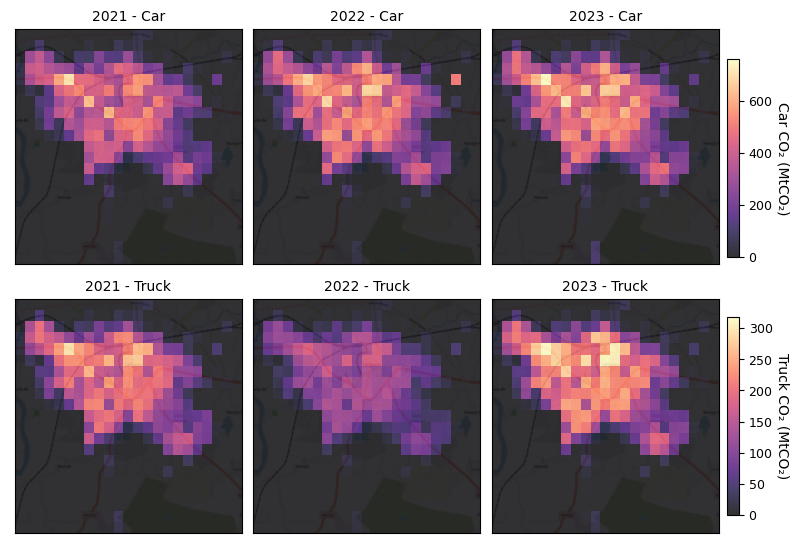 2021 - Car
2022 - Car
2023 - Car
600
400
200
0
Car CO₂ (MtCO₂)
2021 - Truck
2022 - Truck
2023 - Truck
300
250
200
150
100
50
0
Truck CO₂ (MtCO₂)